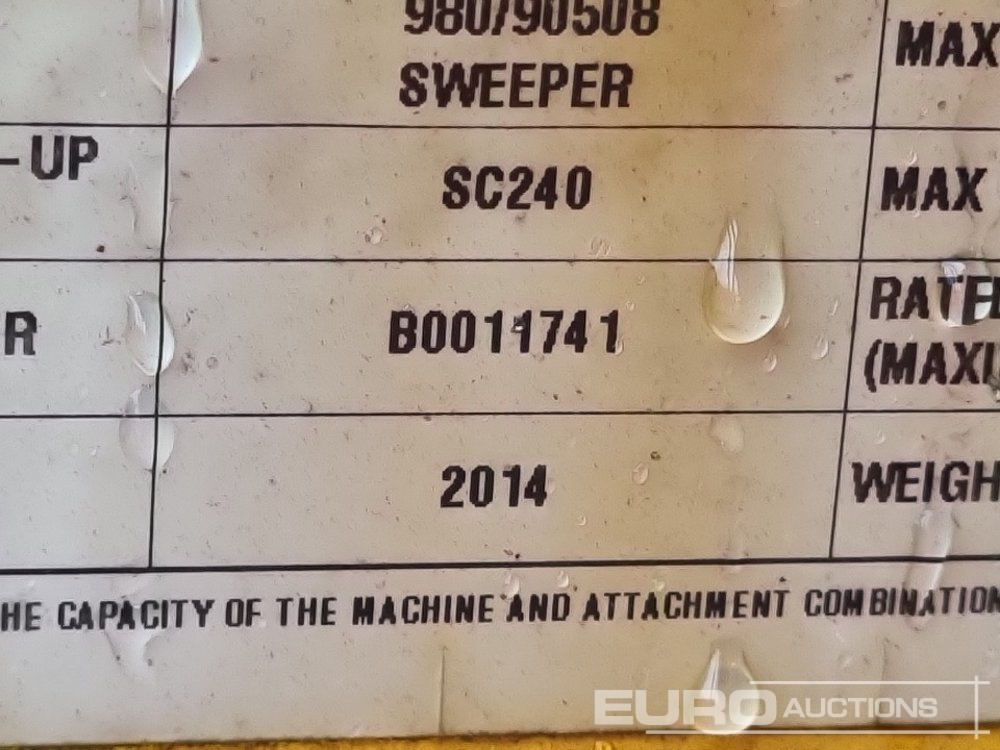 980/90508
SWEEPER
MAX
-UP
SC240
MAX
R
B0011741
RATE
(MAXI
2014
WEIGH
HE CAPACITY OF THE MACHINE AND ATTACHMENT COMBINATION
EURO AUCTIONS